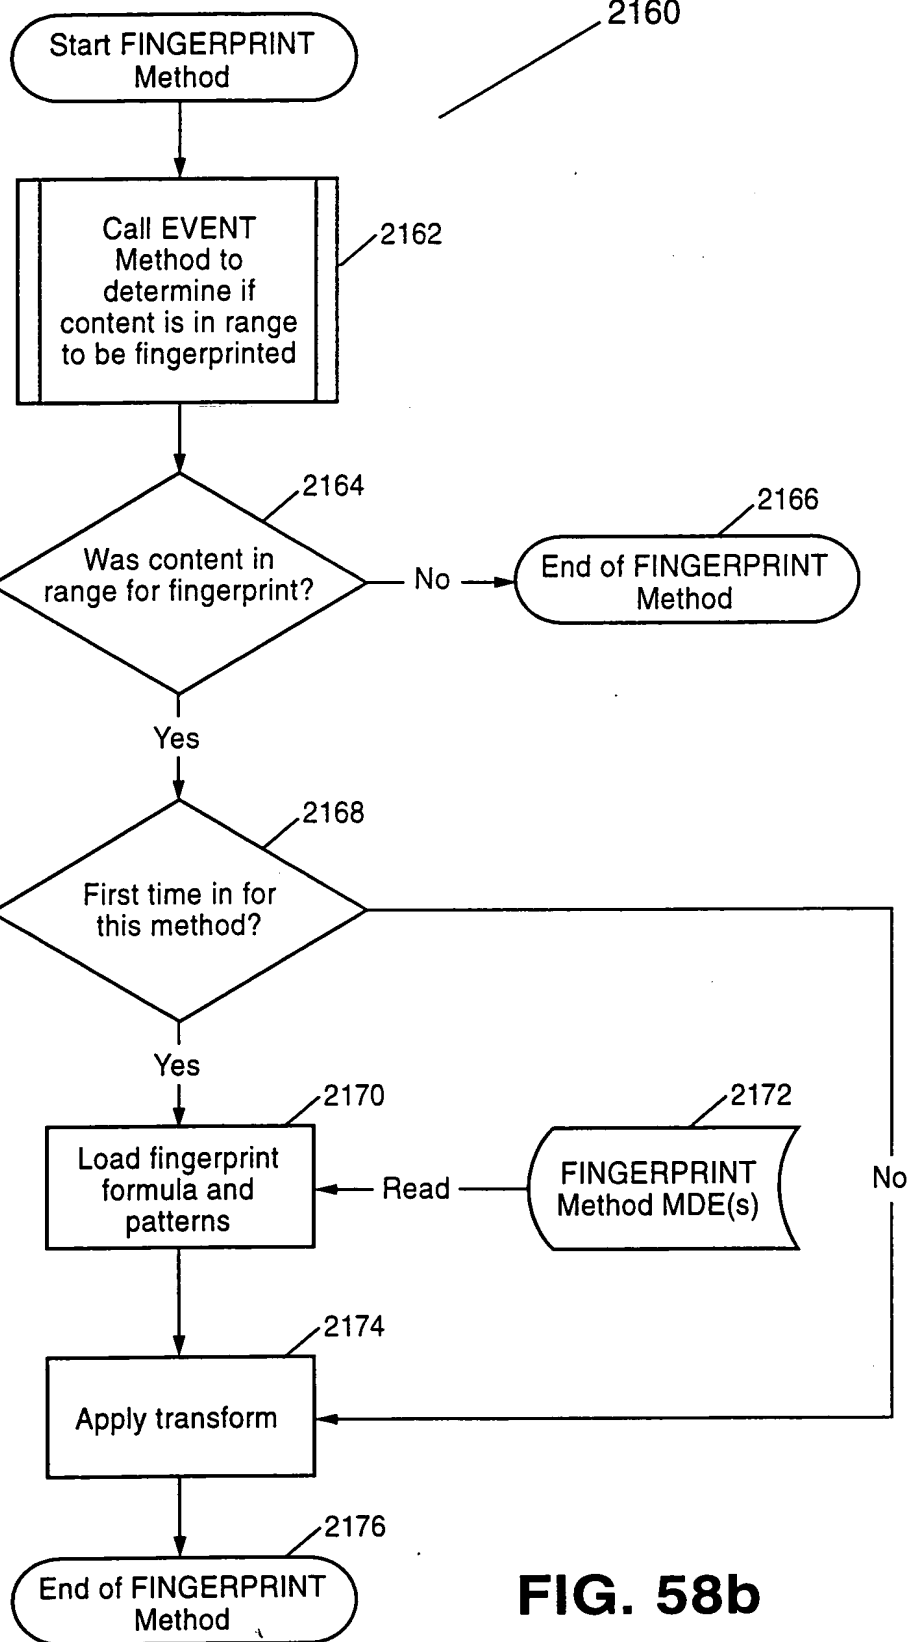 2160
Start FINGERPRINT
Method
Call EVENT
Method to
determine if
content is in range
to be fingerprinted
2162
2164
Was content in
range for fingerprint?
No
2166
End of FINGERPRINT
Method
Yes
2168
First time in for
this method?
Yes
2170
Load fingerprint
formula and
patterns
Read
2172
FINGERPRINT
Method MDE(s)
No
2174
Apply transform
2176
End of FINGERPRINT
Method
FIG. 58b